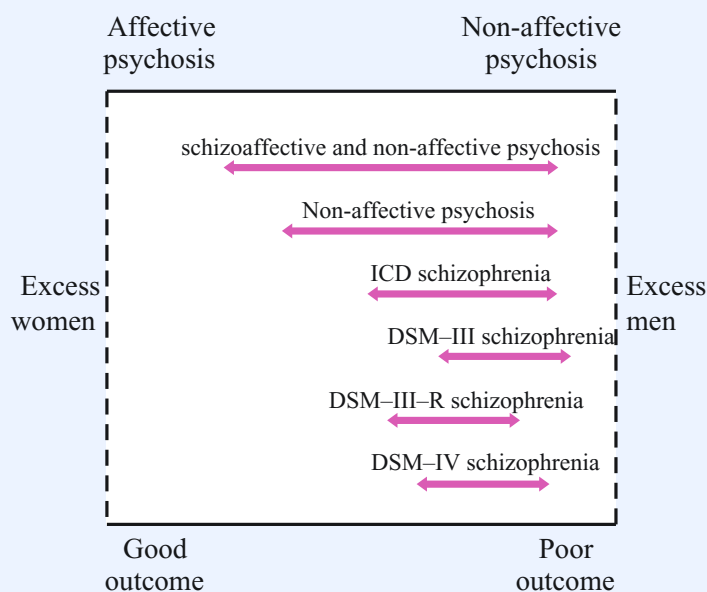 Affective
psychosis
Non-affective
psychosis
schizoaffective and non-affective psychosis
Non-affective psychosis
ICD schizophrenia
Excess
women
Excess
men
DSM–III schizophrenia
DSM–III–R schizophrenia
DSM–IV schizophrenia
Good
outcome
Poor
outcome